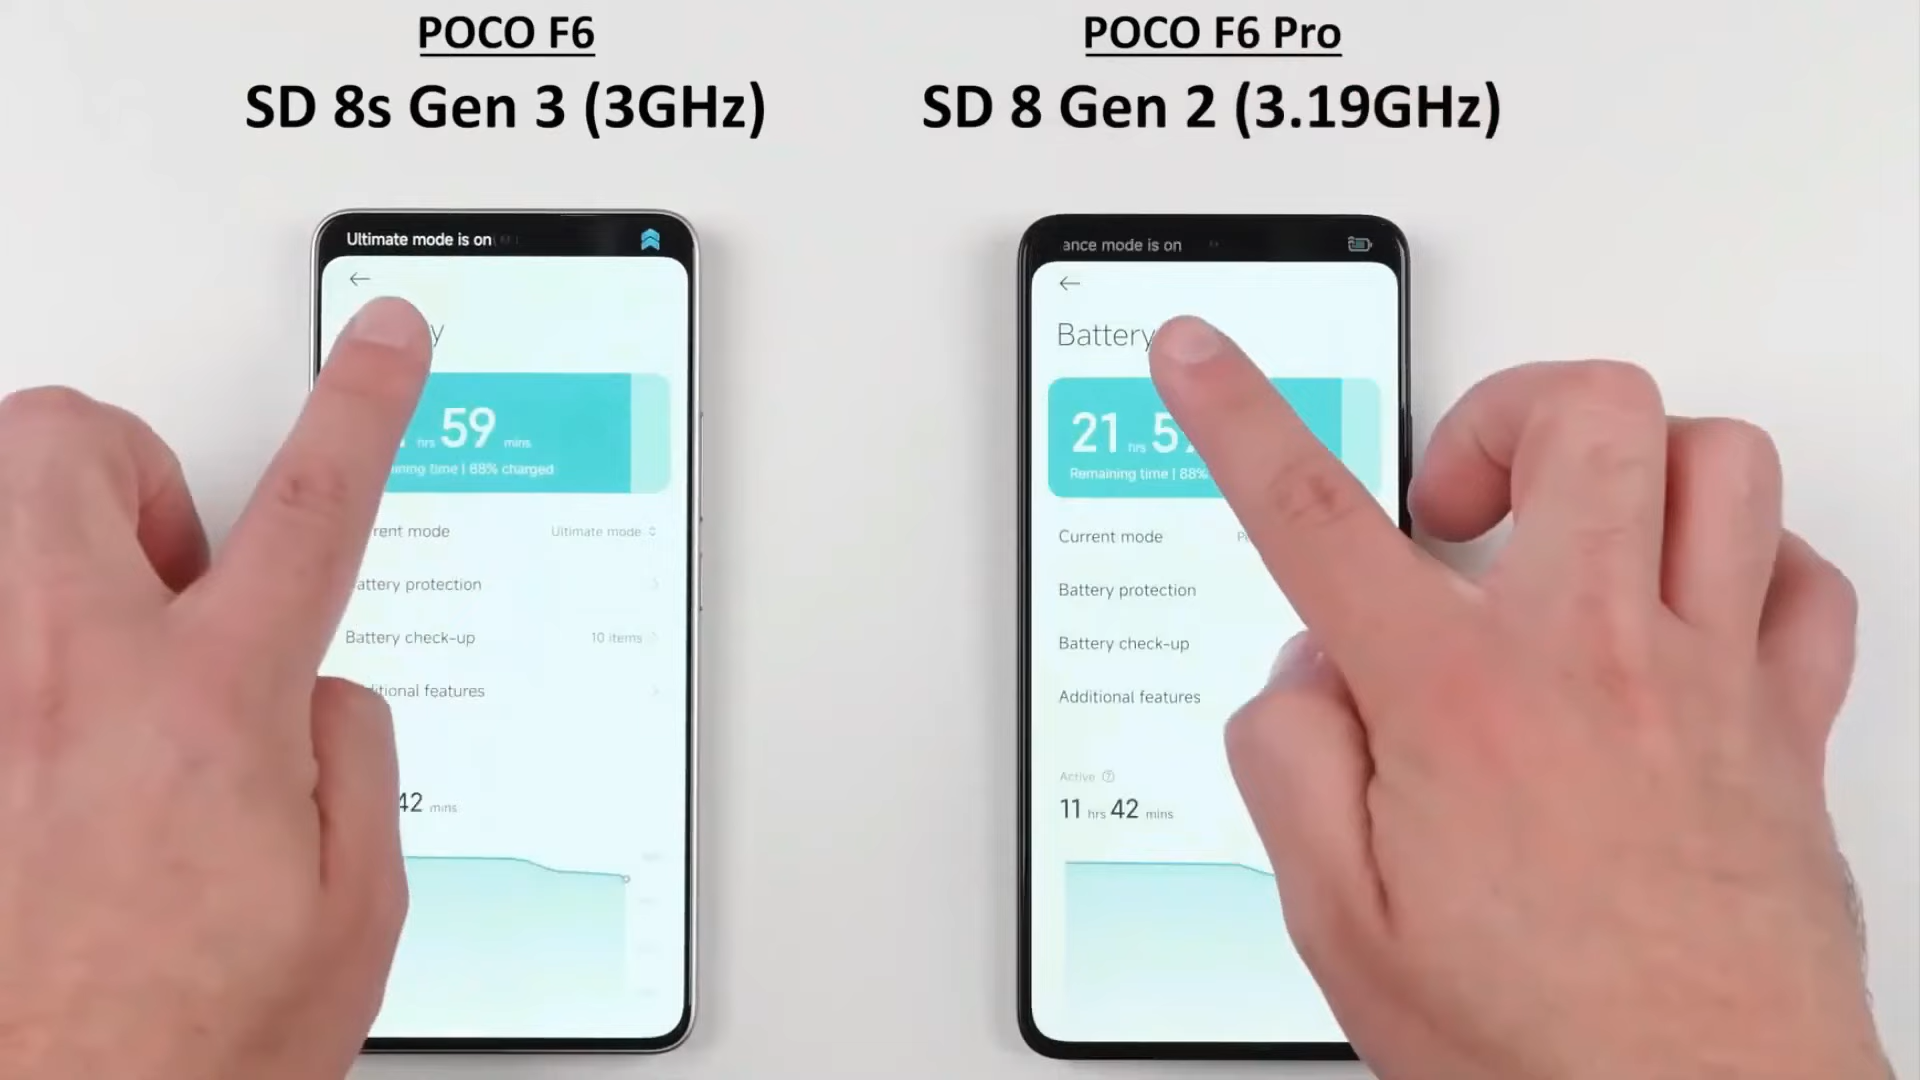 POCO F6
SD 8s Gen 3 (3GHz)
Ultimate mode is on
59 mins
hrs
time | 88% charged
mode
Ultimate mode
protection
Battery check-up
10 items
features
42 mins
POCO F6 Pro
SD 8 Gen 2 (3.19GHz)
ance mode is on
Battery
21 hrs
Remaining time | 88%
Current mode
Battery protection
Battery check-up
Additional features
Active
11 hrs 42 mins